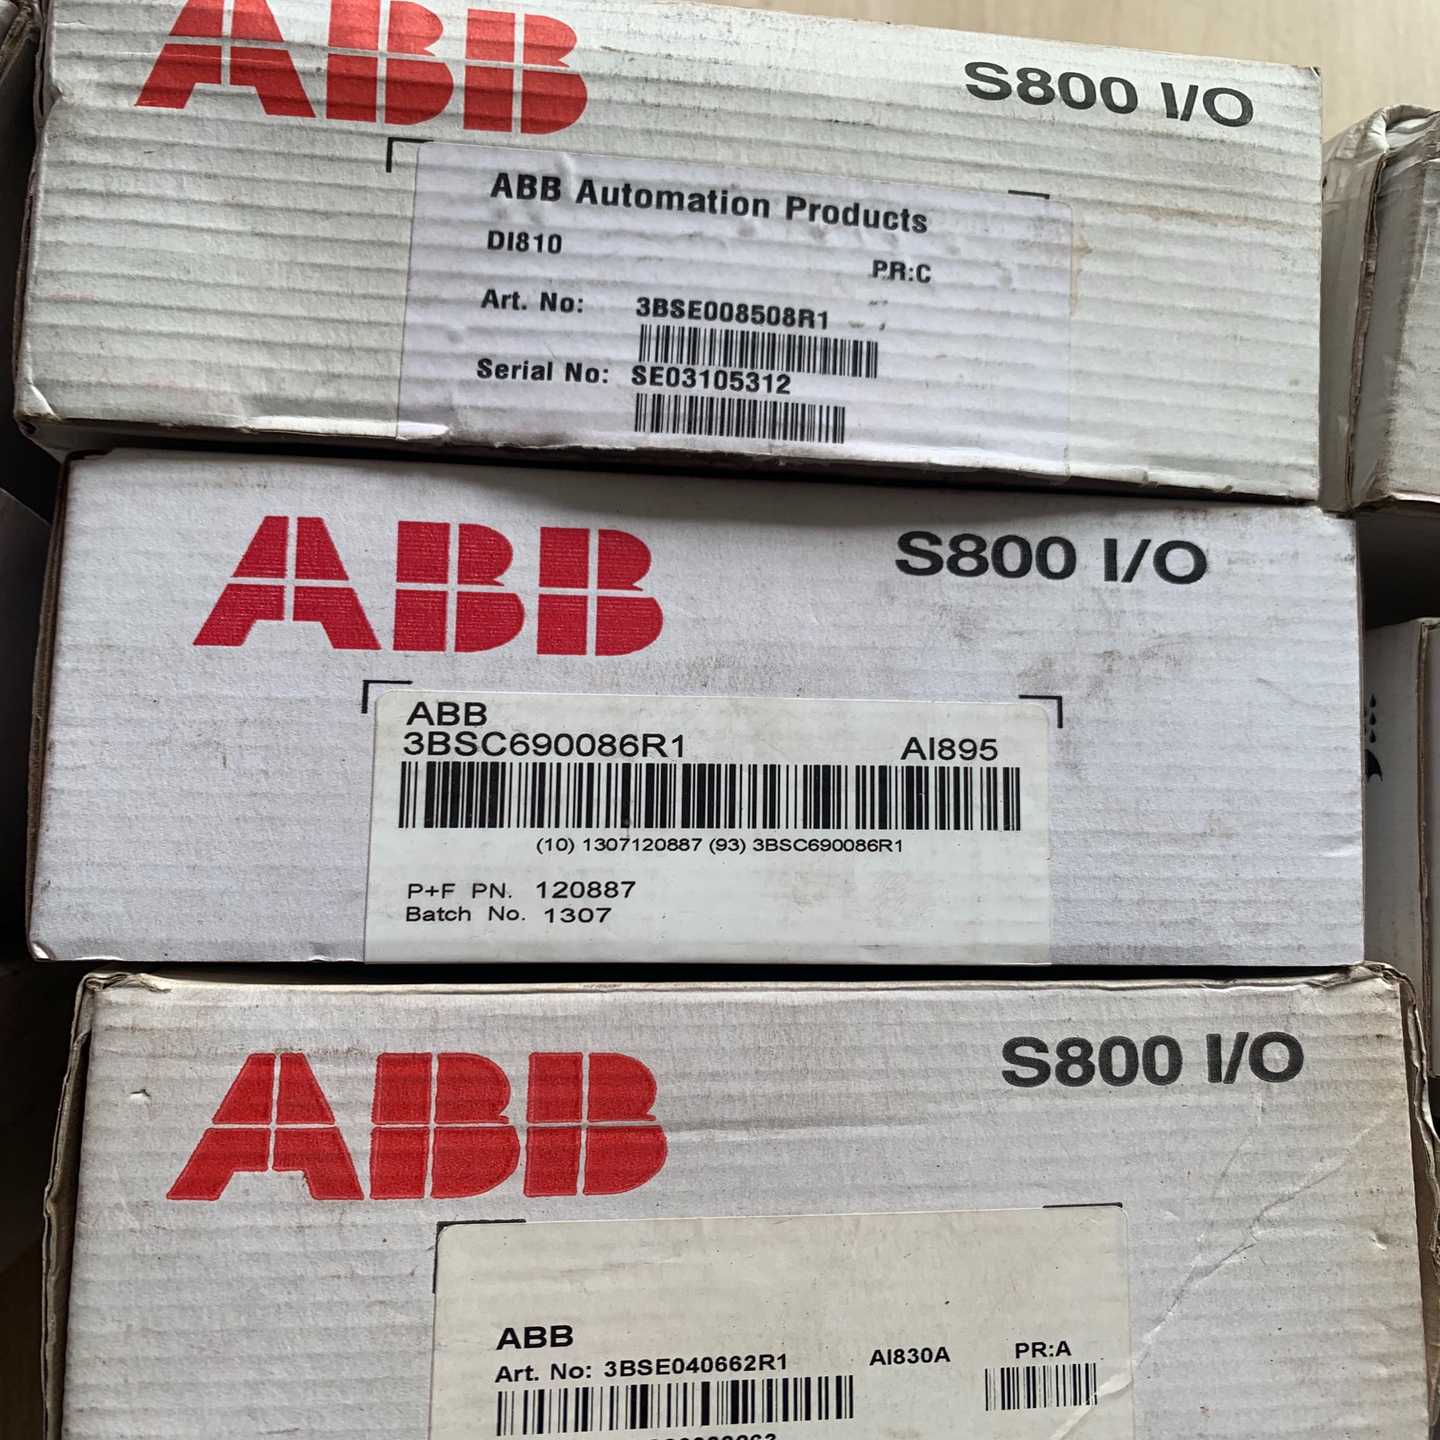 ABB
S800 I/O
ABB Automation Products
DI810
PR:C
Art. No: 3BSE008508R1
Serial No: SE03105312
ABB
S800 I/O
ABB
3BSC690086R1 AI895
(10) 1307120887 (93) 3BSC690086R1
P+F PN. 120887
Batch No. 1307
ABB
S800 I/O
ABB
Art. No: 3BSE040662R1 AI830A PR:A